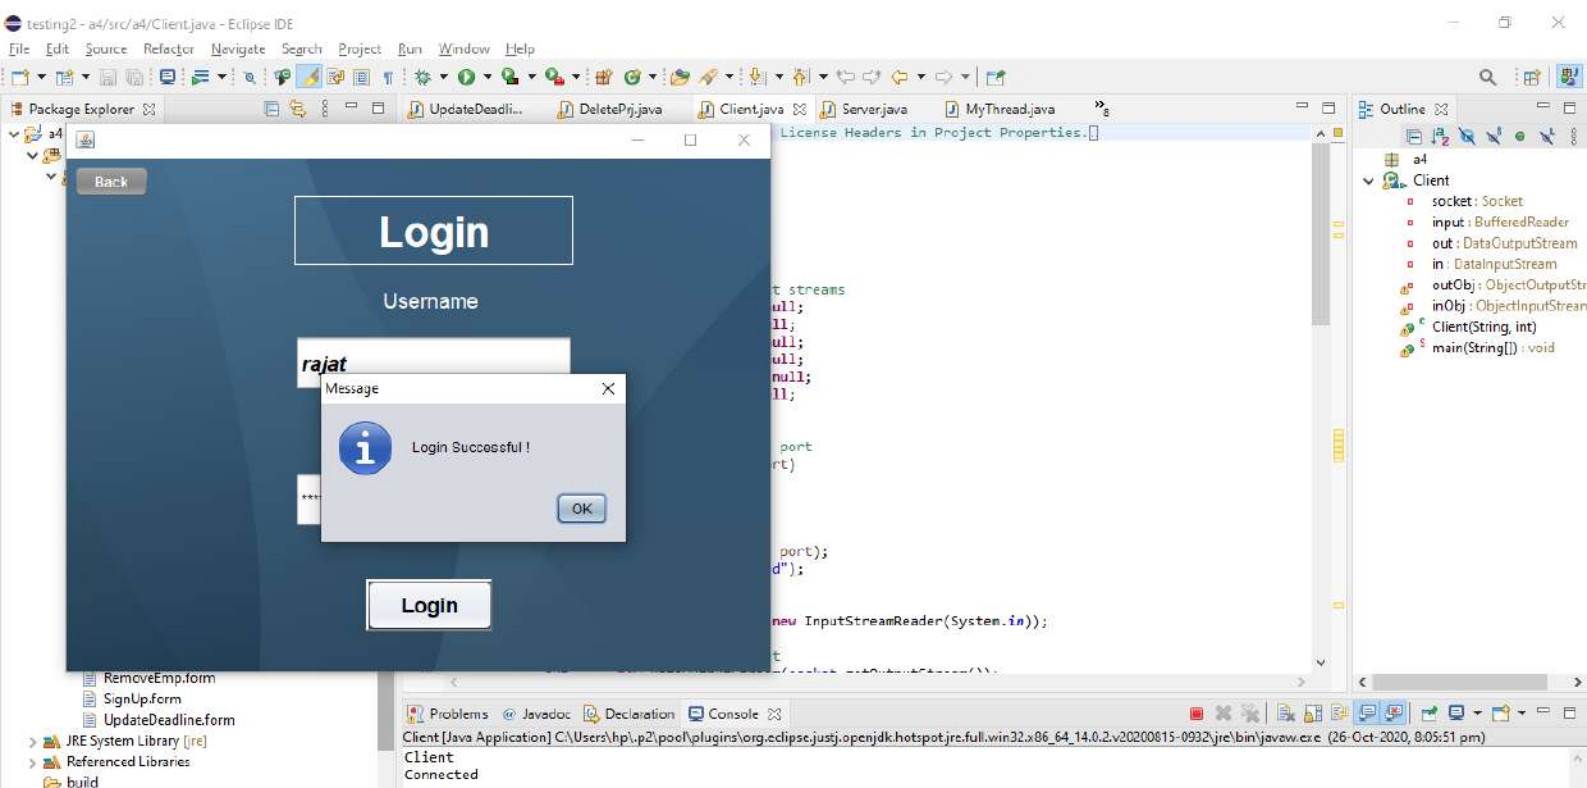 testing2 - a4/src/a4/Client.java - Eclipse IDE
File Edit Source Refactor Navigate Search Project Run Window Help
Package Explorer
UpdateDeadli... DeletePrj.java Client.java Server.java MyThread.java »8
Outline
a4
License Headers in Project Properties.
Back
Login
Username
rajat
Message
Login Successful !
OK
****
Login
t streams
ull;
ll;
ull;
ull;
null;
ll;
port
rt)
port);
d");
new InputStreamReader(System.in));
t
a4
Client
socket : Socket
input : BufferedReader
out : DataOutputStream
in : DataInputStream
outObj : ObjectOutputStr
inObj : ObjectInputStream
Client(String, int)
main(String[]) : void
RemoveEmp.form
SignUp.form
UpdateDeadline.form
JRE System Library [jre]
Referenced Libraries
build
Problems @ Javadoc Declaration Console
Client [Java Application] C:\Users\hp\.p2\pool\plugins\org.eclipse.justj.openjdk.hotspot.jre.full.win32.x86_64_14.0.2.v20200815-0932\jre\bin\javaw.exe (26-Oct-2020, 8:05:51 pm)
Client
Connected